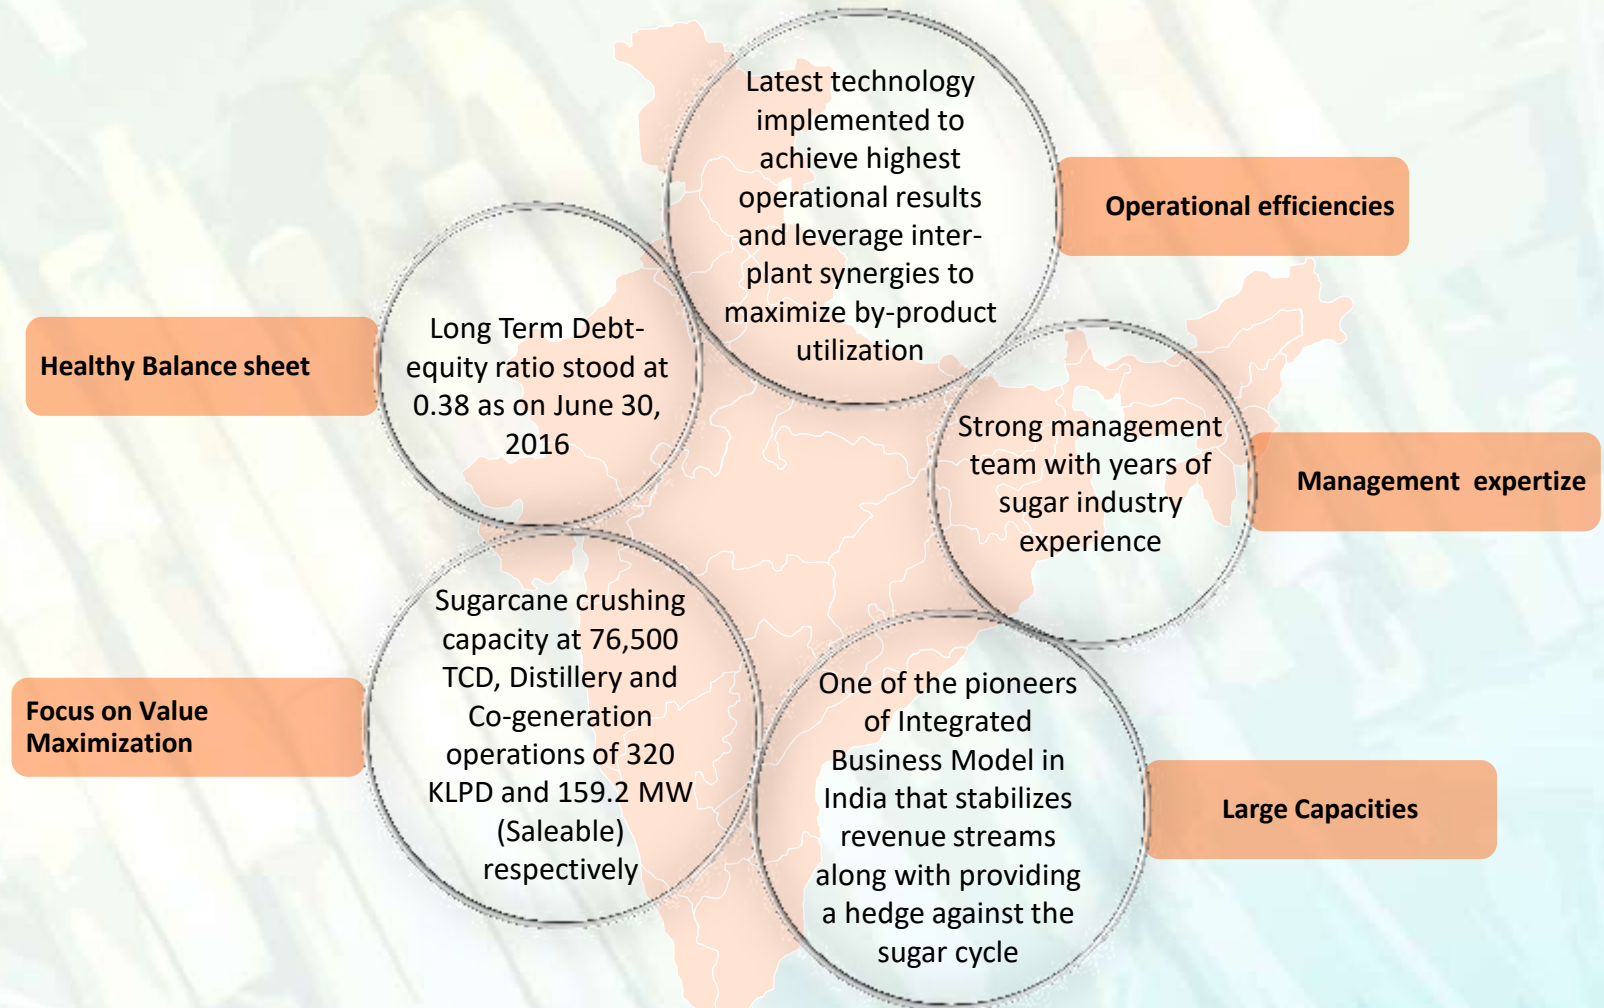 Latest technology
implemented to
achieve highest
operational results
and leverage inter-
plant synergies to
maximize by-product
utilization
Operational efficiencies
Healthy Balance sheet
Long Term Debt-
equity ratio stood at
0.38 as on June 30,
2016
Strong management
team with years of
sugar industry
experience
Management expertize
Focus on Value
Maximization
Sugarcane crushing
capacity at 76,500
TCD, Distillery and
Co-generation
operations of 320
KLPD and 159.2 MW
(Saleable)
respectively
One of the pioneers
of Integrated
Business Model in
India that stabilizes
revenue streams
along with providing
a hedge against the
sugar cycle
Large Capacities